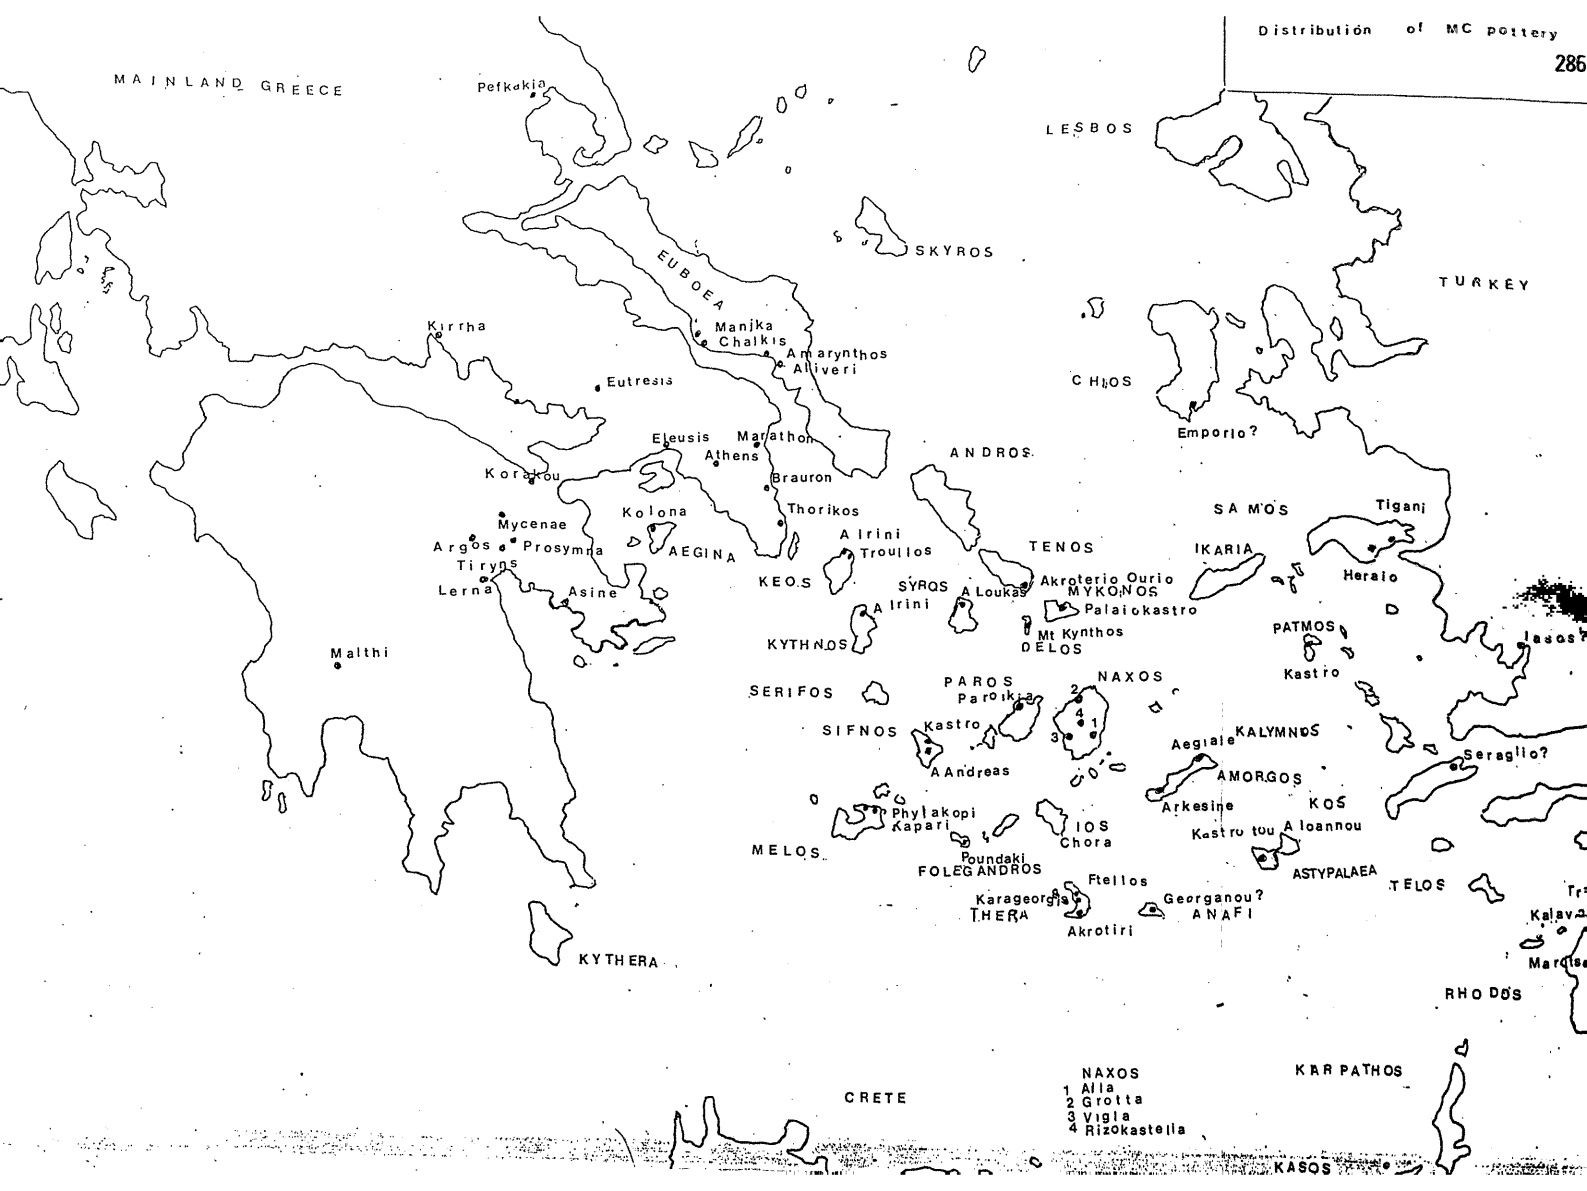 Distribution of MC pottery
286
MAINLAND GREECE
Pefkakia
LESBOS
SKYROS
EUBOEA
TURKEY
Kirrha
Manika
Chalkis
Amarynthos
Aliveri
Eutresis
CHIOS
Emporio?
Eleusis
Marathon
Athens
Korakou
Brauron
ANDROS
Kolona
Thorikos
SAMOS
Tigani
Mycenae
Argos
Prosymna
AEGINA
A Irini
Troullos
TENOS
IKARIA
Tiryns
Heraio
Lerna
Asine
KEOS
SYROS
A Loukas
Akroterio Ourio
MYKONOS
A Irini
Palaiokastro
Mt Kynthos
DELOS
PATMOS
Iasos?
KYTHNOS
Malthi
Kastro
SERIFOS
PAROS
Paroikia
NAXOS
2
4
1
3
SIFNOS
Kastro
Aegiale
KALYMNOS
Seraglio?
A Andreas
AMORGOS
Arkesine
KOS
Phylakopi
Kapari
IOS
Chora
Kastro tou A Ioannou
MELOS
Poundaki
FOLEGANDROS
ASTYPALAEA
TELOS
Ftellos
Karageorgis
THERA
Georganou?
ANAFI
Akrotiri
KYTHERA
RHODOS
CRETE
KARPATHOS
NAXOS
1 Aila
2 Grotta
3 Vigla
4 Rizokastella
KASOS